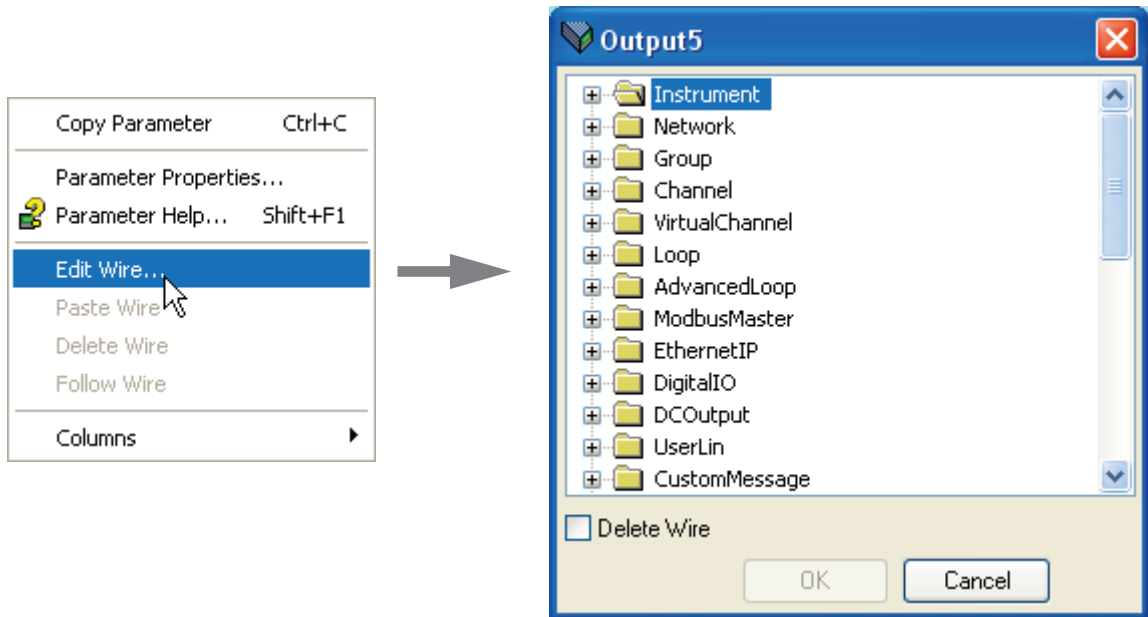 Copy Parameter Ctrl+C
Parameter Properties...
Parameter Help... Shift+F1
Edit Wire...
Paste Wire
Delete Wire
Follow Wire
Columns
Output5
Instrument
Network
Group
Channel
VirtualChannel
Loop
AdvancedLoop
ModbusMaster
EthernetIP
DigitalIO
DCOutput
UserLin
CustomMessage
Delete Wire
OK Cancel